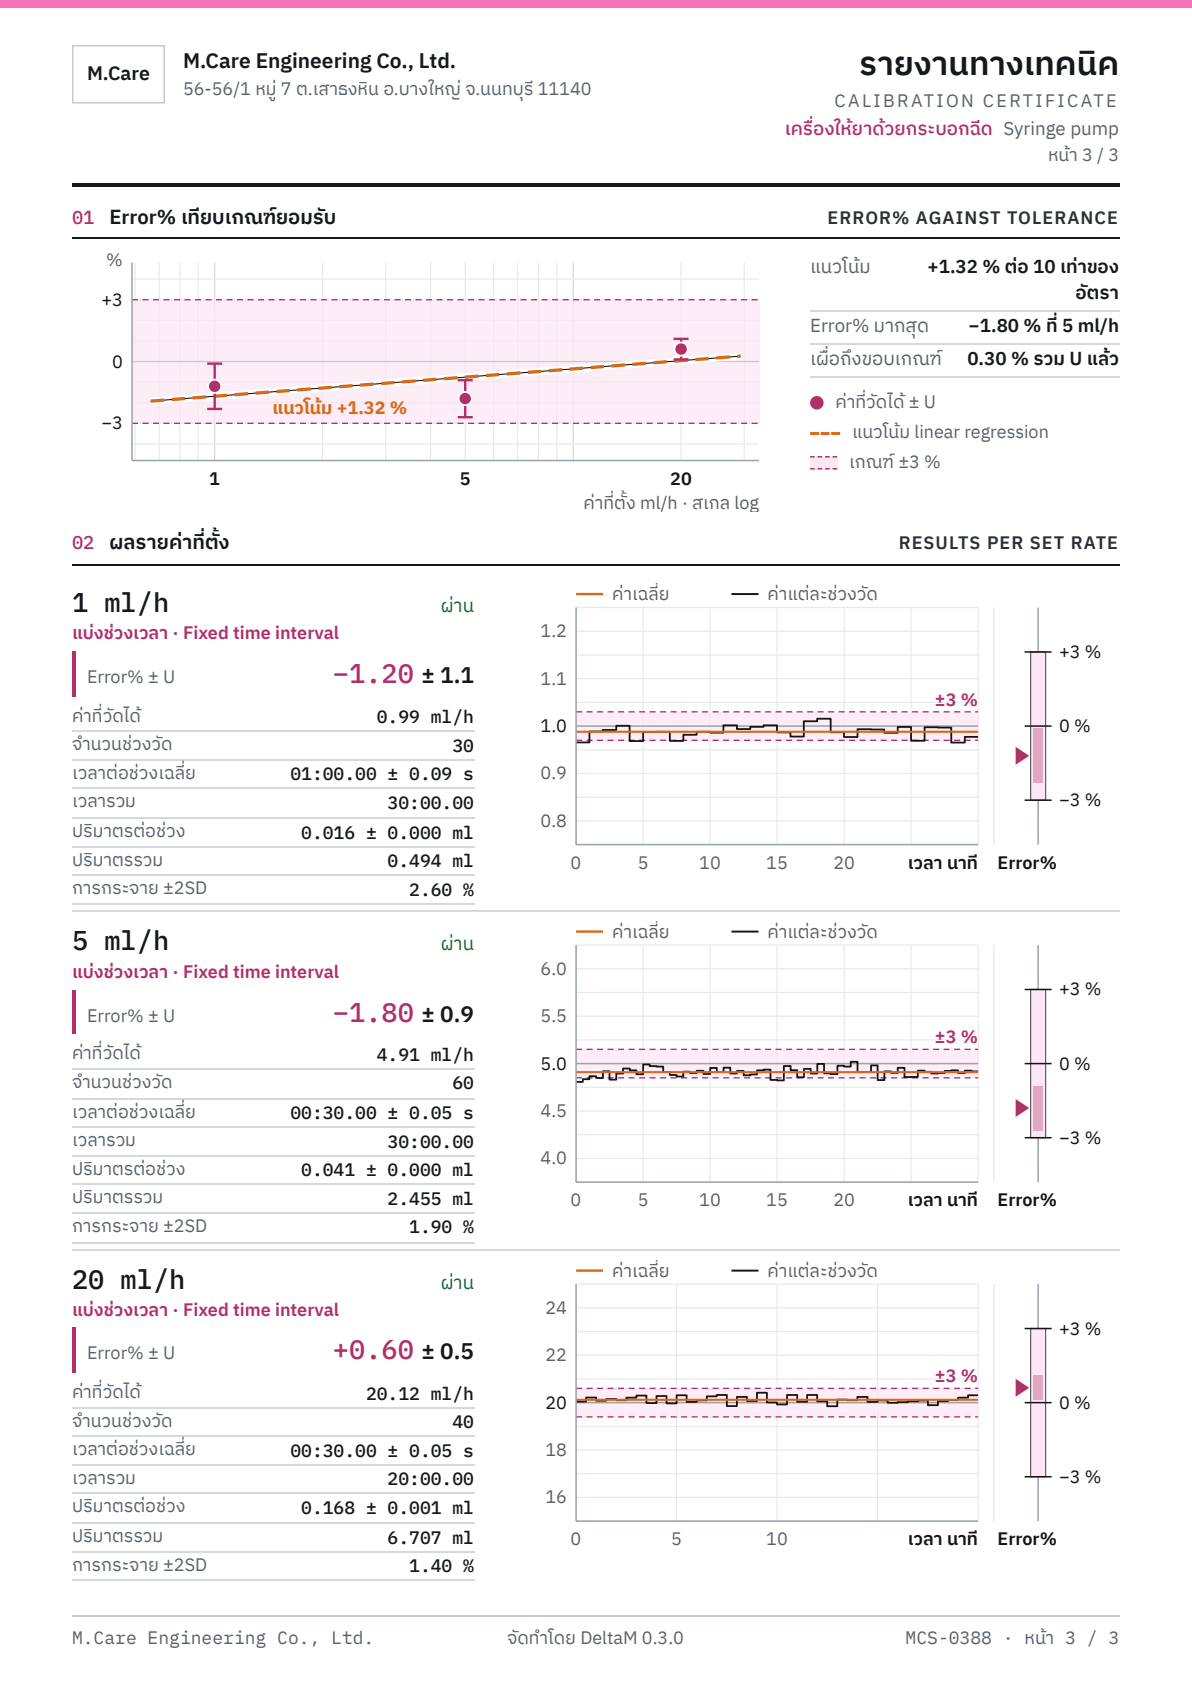 M.Care
M.Care Engineering Co., Ltd.
56-56/1 หมู่ 7 ต.เสาธงหิน อ.บางใหญ่ จ.นนทบุรี 11140
รายงานทางเทคนิค
CALIBRATION CERTIFICATE
เครื่องให้ยาด้วยกระบอกฉีด Syringe pump
หน้า 3 / 3
01 Error% เทียบเกณฑ์ยอมรับ
ERROR% AGAINST TOLERANCE
%
+3
0
−3
แนวโน้ม +1.32 %
1 5 20
ค่าที่ตั้ง ml/h · สเกล log
แนวโน้ม +1.32 % ต่อ 10 เท่าของ
อัตรา
Error% มากสุด −1.80 % ที่ 5 ml/h
เผื่อถึงขอบเกณฑ์ 0.30 % รวม U แล้ว
ค่าที่วัดได้ ± U
แนวโน้ม linear regression
เกณฑ์ ±3 %
02 ผลรายค่าที่ตั้ง
RESULTS PER SET RATE
1 ml/h ผ่าน
แบ่งช่วงเวลา · Fixed time interval
Error% ± U −1.20 ± 1.1
ค่าที่วัดได้ 0.99 ml/h
จำนวนช่วงวัด 30
เวลาต่อช่วงเฉลี่ย 01:00.00 ± 0.09 s
เวลารวม 30:00.00
ปริมาตรต่อช่วง 0.016 ± 0.000 ml
ปริมาตรรวม 0.494 ml
การกระจาย ±2SD 2.60 %
ค่าเฉลี่ย ค่าแต่ละช่วงวัด
1.2
1.1
1.0
0.9
0.8
±3 %
0 5 10 15 20 เวลา นาที
+3 %
0 %
−3 %
Error%
5 ml/h ผ่าน
แบ่งช่วงเวลา · Fixed time interval
Error% ± U −1.80 ± 0.9
ค่าที่วัดได้ 4.91 ml/h
จำนวนช่วงวัด 60
เวลาต่อช่วงเฉลี่ย 00:30.00 ± 0.05 s
เวลารวม 30:00.00
ปริมาตรต่อช่วง 0.041 ± 0.000 ml
ปริมาตรรวม 2.455 ml
การกระจาย ±2SD 1.90 %
ค่าเฉลี่ย ค่าแต่ละช่วงวัด
6.0
5.5
5.0
4.5
4.0
±3 %
0 5 10 15 20 เวลา นาที
+3 %
0 %
−3 %
Error%
20 ml/h ผ่าน
แบ่งช่วงเวลา · Fixed time interval
Error% ± U +0.60 ± 0.5
ค่าที่วัดได้ 20.12 ml/h
จำนวนช่วงวัด 40
เวลาต่อช่วงเฉลี่ย 00:30.00 ± 0.05 s
เวลารวม 20:00.00
ปริมาตรต่อช่วง 0.168 ± 0.001 ml
ปริมาตรรวม 6.707 ml
การกระจาย ±2SD 1.40 %
ค่าเฉลี่ย ค่าแต่ละช่วงวัด
24
22
20
18
16
±3 %
0 5 10 เวลา นาที
+3 %
0 %
−3 %
Error%
M.Care Engineering Co., Ltd.
จัดทำโดย DeltaM 0.3.0
MCS-0388 · หน้า 3 / 3